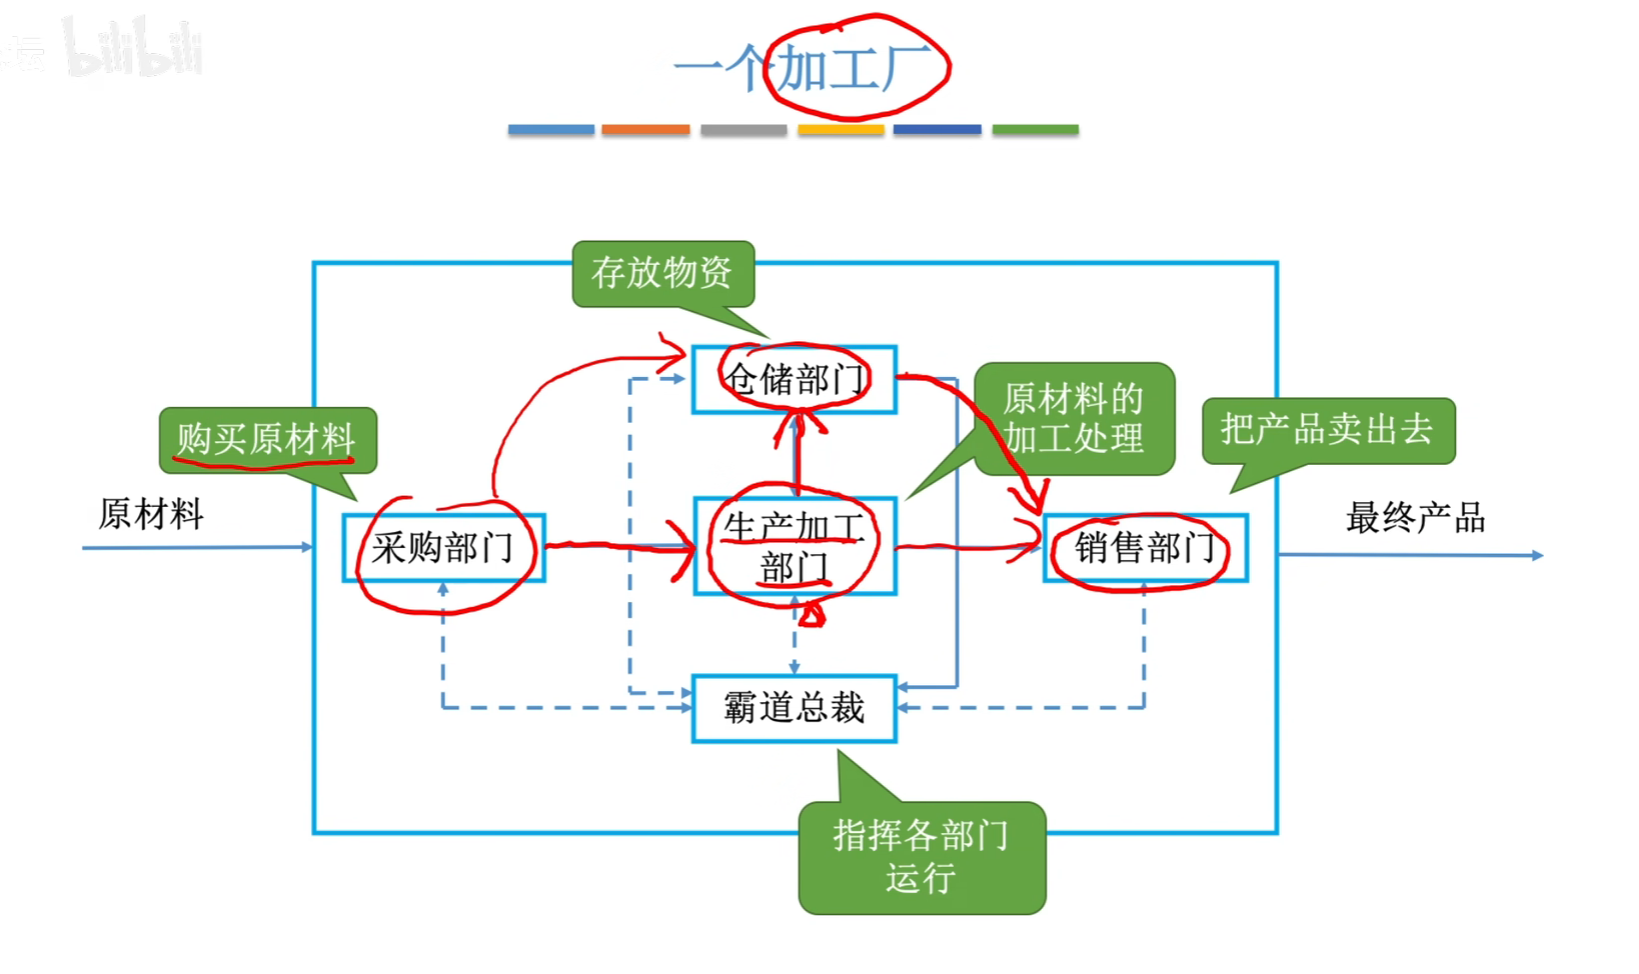 坛 bilibili
一个加工厂
存放物资
仓储部门
原材料的
加工处理
购买原材料
把产品卖出去
原材料
采购部门
生产加工
部门
销售部门
最终产品
霸道总裁
指挥各部门
运行